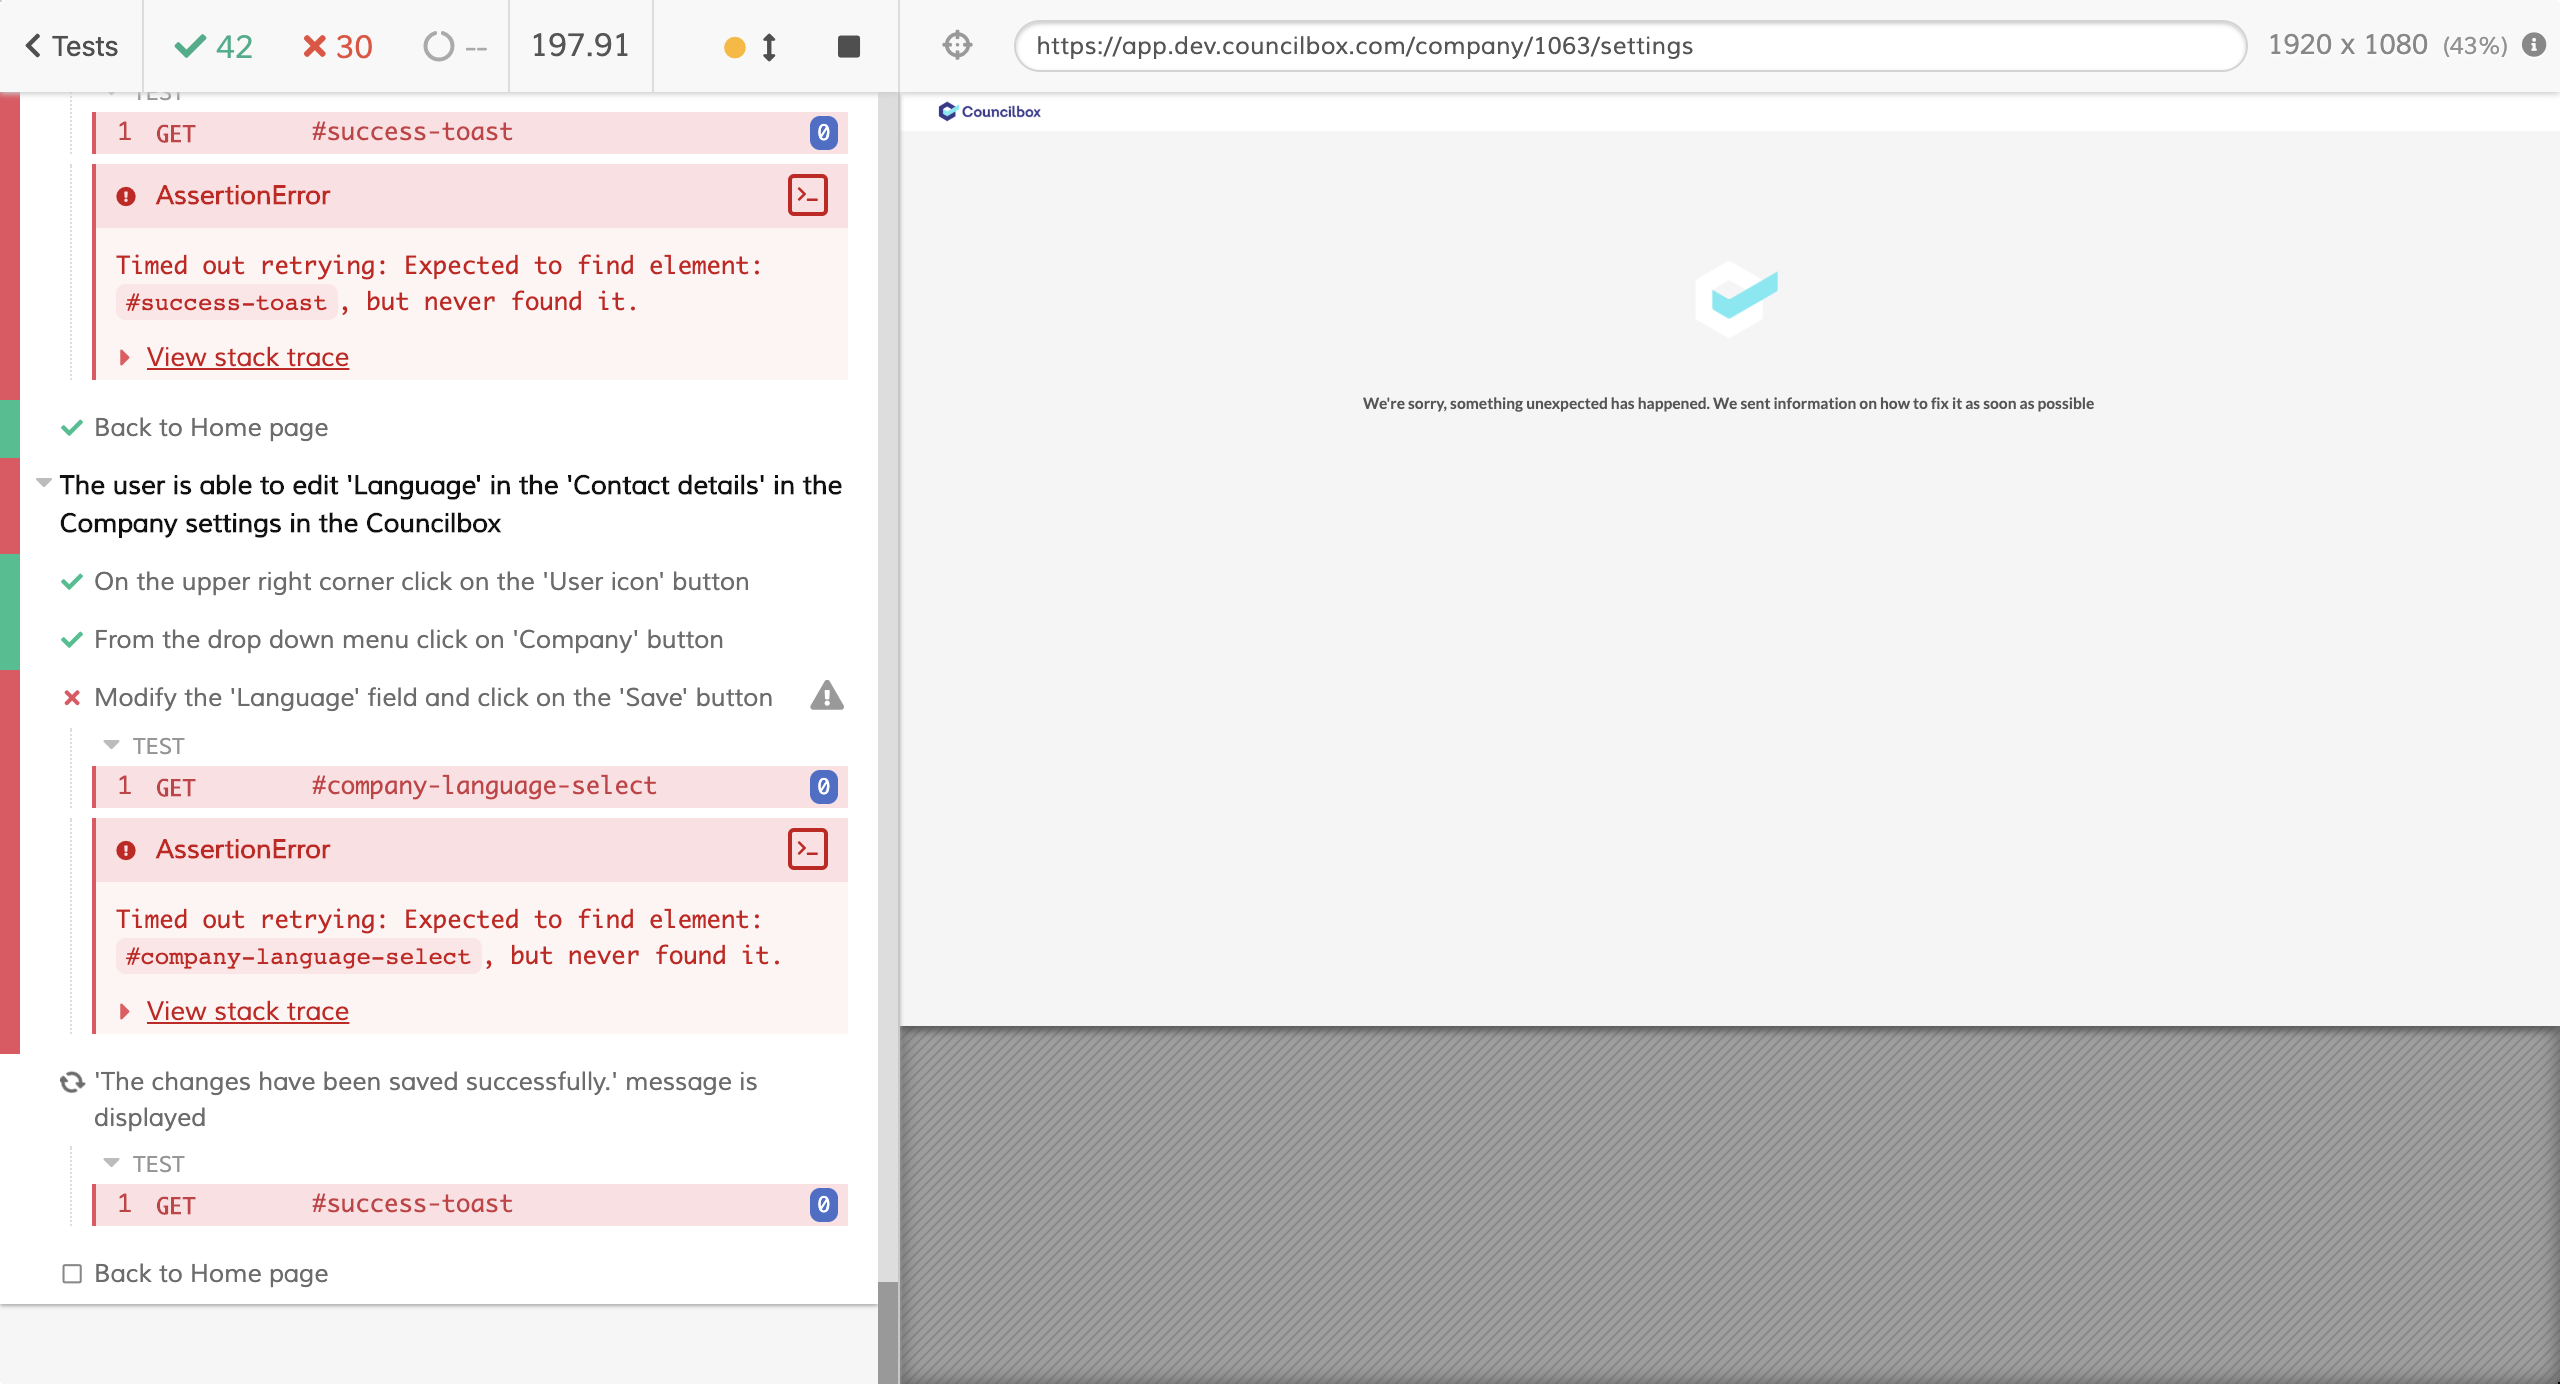 Tests
42
30
--
197.91
https://app.dev.councilbox.com/company/1063/settings
1920 x 1080 (43%)
TEST
1 GET #success-toast 0
AssertionError
>_
Timed out retrying: Expected to find element:
#success-toast, but never found it.
View stack trace
Back to Home page
The user is able to edit 'Language' in the 'Contact details' in the
Company settings in the Councilbox
On the upper right corner click on the 'User icon' button
From the drop down menu click on 'Company' button
Modify the 'Language' field and click on the 'Save' button
TEST
1 GET #company-language-select 0
AssertionError
>_
Timed out retrying: Expected to find element:
#company-language-select, but never found it.
View stack trace
'The changes have been saved successfully.' message is
displayed
TEST
1 GET #success-toast 0
Back to Home page
Councilbox
We're sorry, something unexpected has happened. We sent information on how to fix it as soon as possible